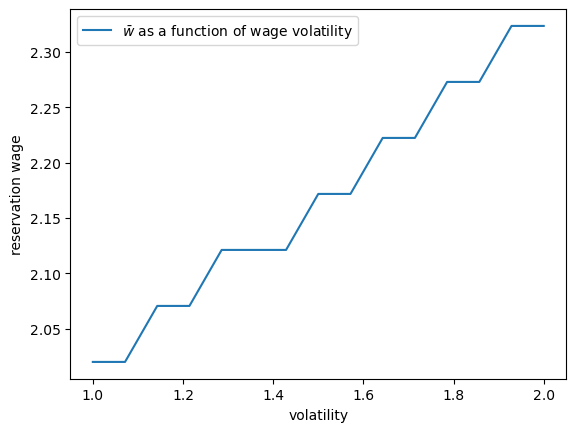 w̄ as a function of wage volatility
2.30
2.25
2.20
2.15
2.10
2.05
reservation wage
1.0 1.2 1.4 1.6 1.8 2.0
volatility